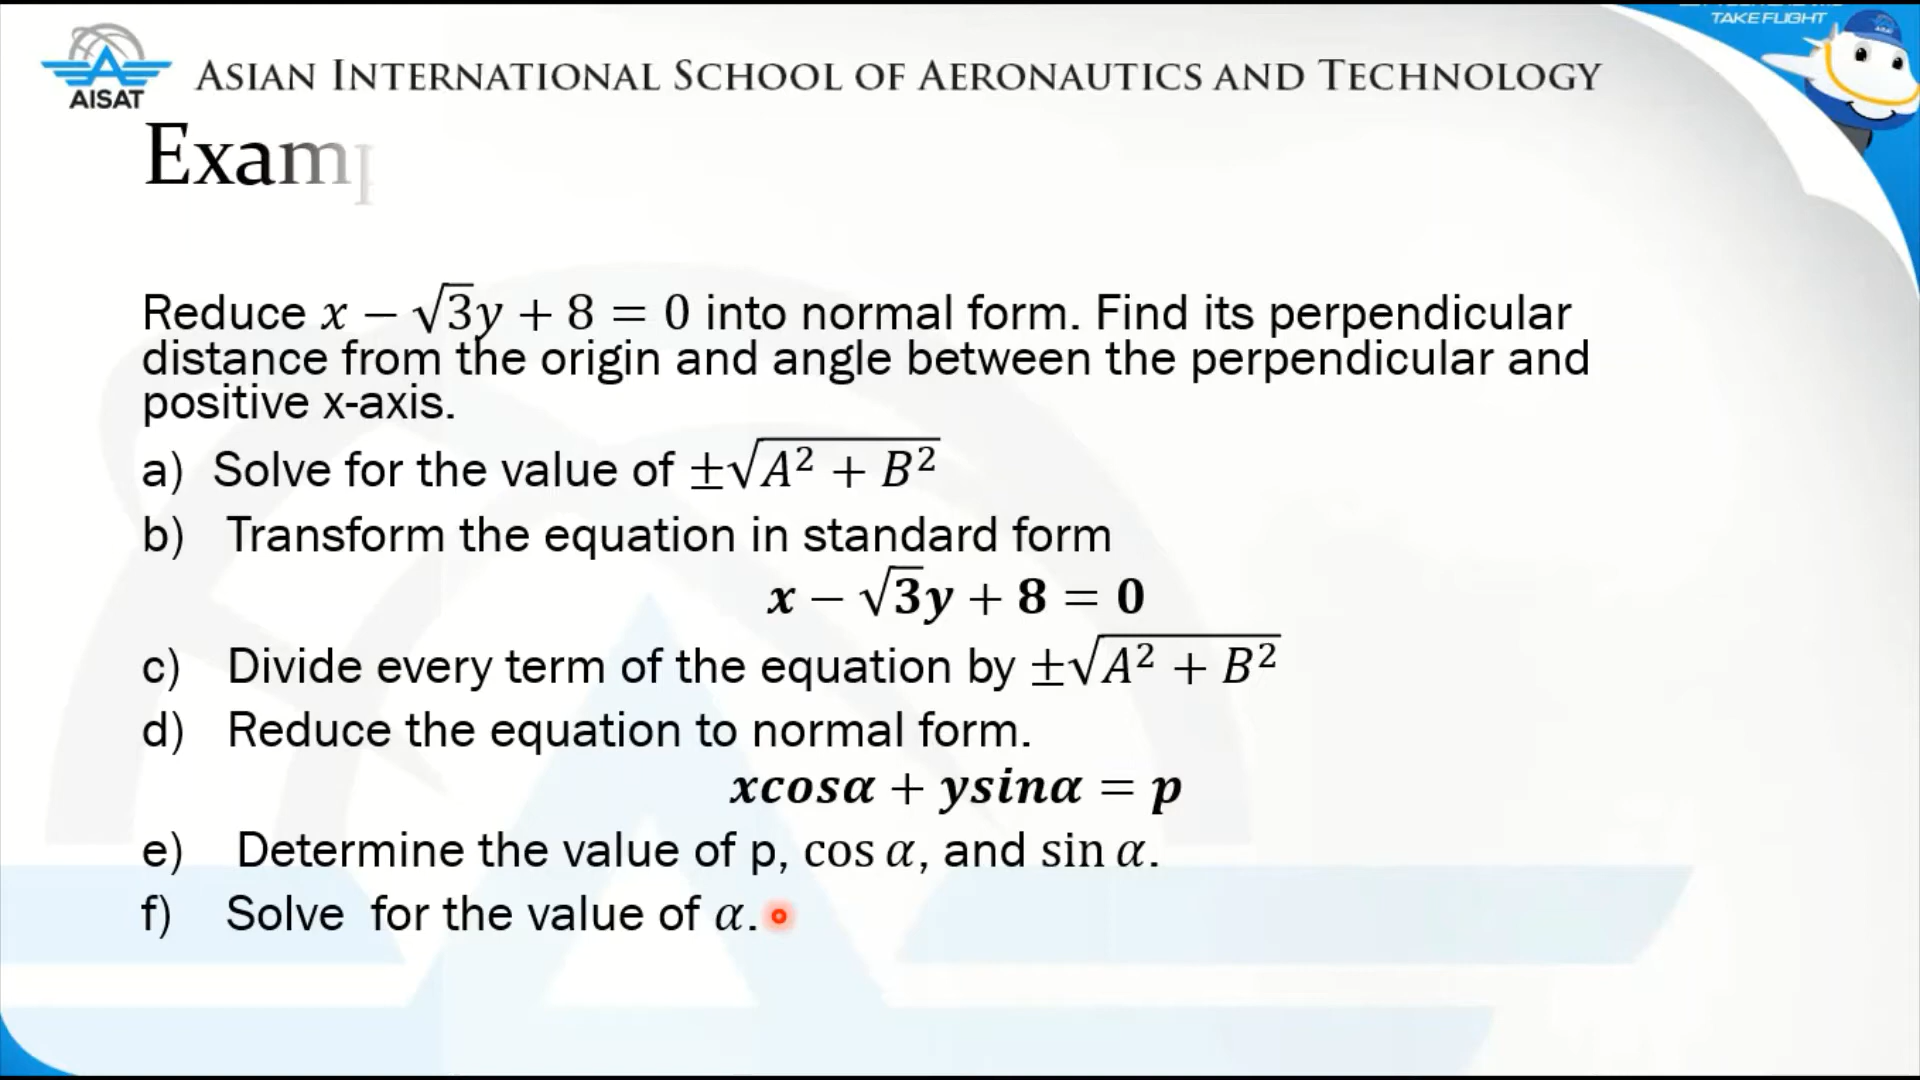 TAKE FLIGHT
AISAT
ASIAN INTERNATIONAL SCHOOL OF AERONAUTICS AND TECHNOLOGY
Examp
Reduce x − √3y + 8 = 0 into normal form. Find its perpendicular
distance from the origin and angle between the perpendicular and
positive x-axis.
a) Solve for the value of ±√A² + B²
b) Transform the equation in standard form
x − √3y + 8 = 0
c) Divide every term of the equation by ±√A² + B²
d) Reduce the equation to normal form.
xcosα + ysinα = p
e) Determine the value of p, cos α, and sin α.
f) Solve for the value of α.